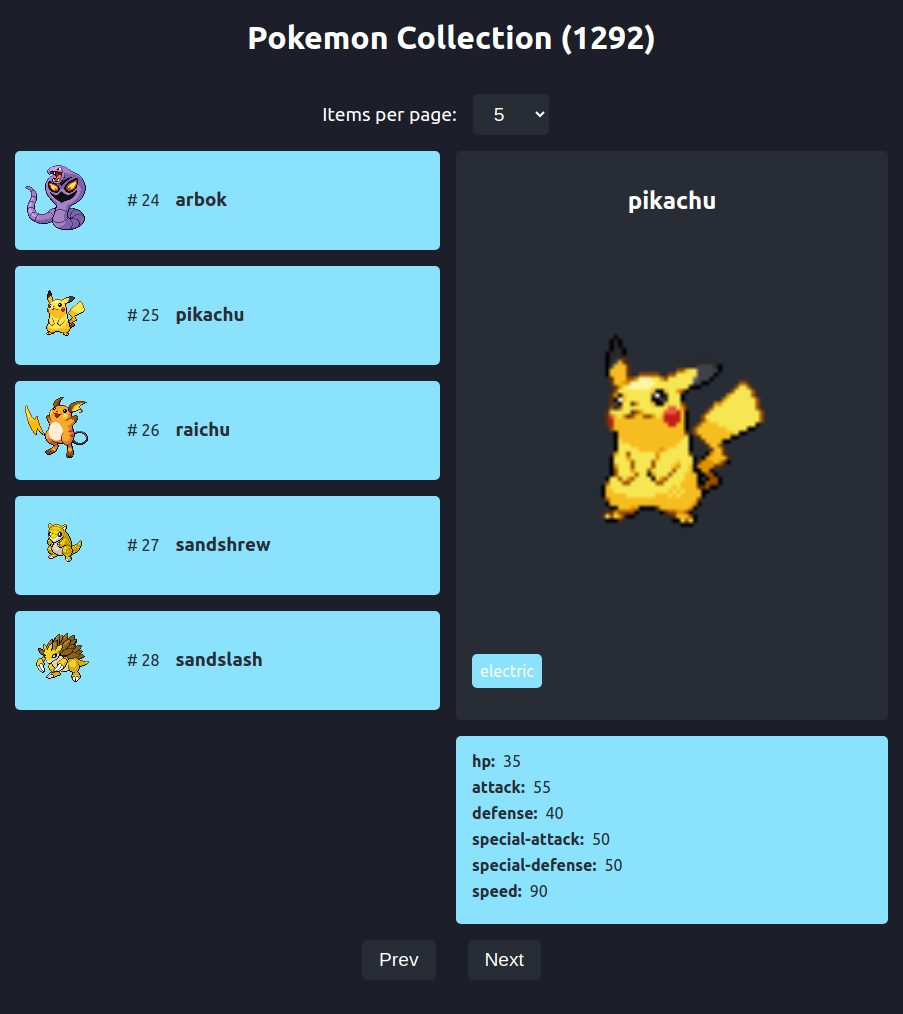 Pokemon Collection (1292)
Items per page: 5
# 24 arbok
# 25 pikachu
# 26 raichu
# 27 sandshrew
# 28 sandslash
pikachu
electric
hp: 35
attack: 55
defense: 40
special-attack: 50
special-defense: 50
speed: 90
Prev Next